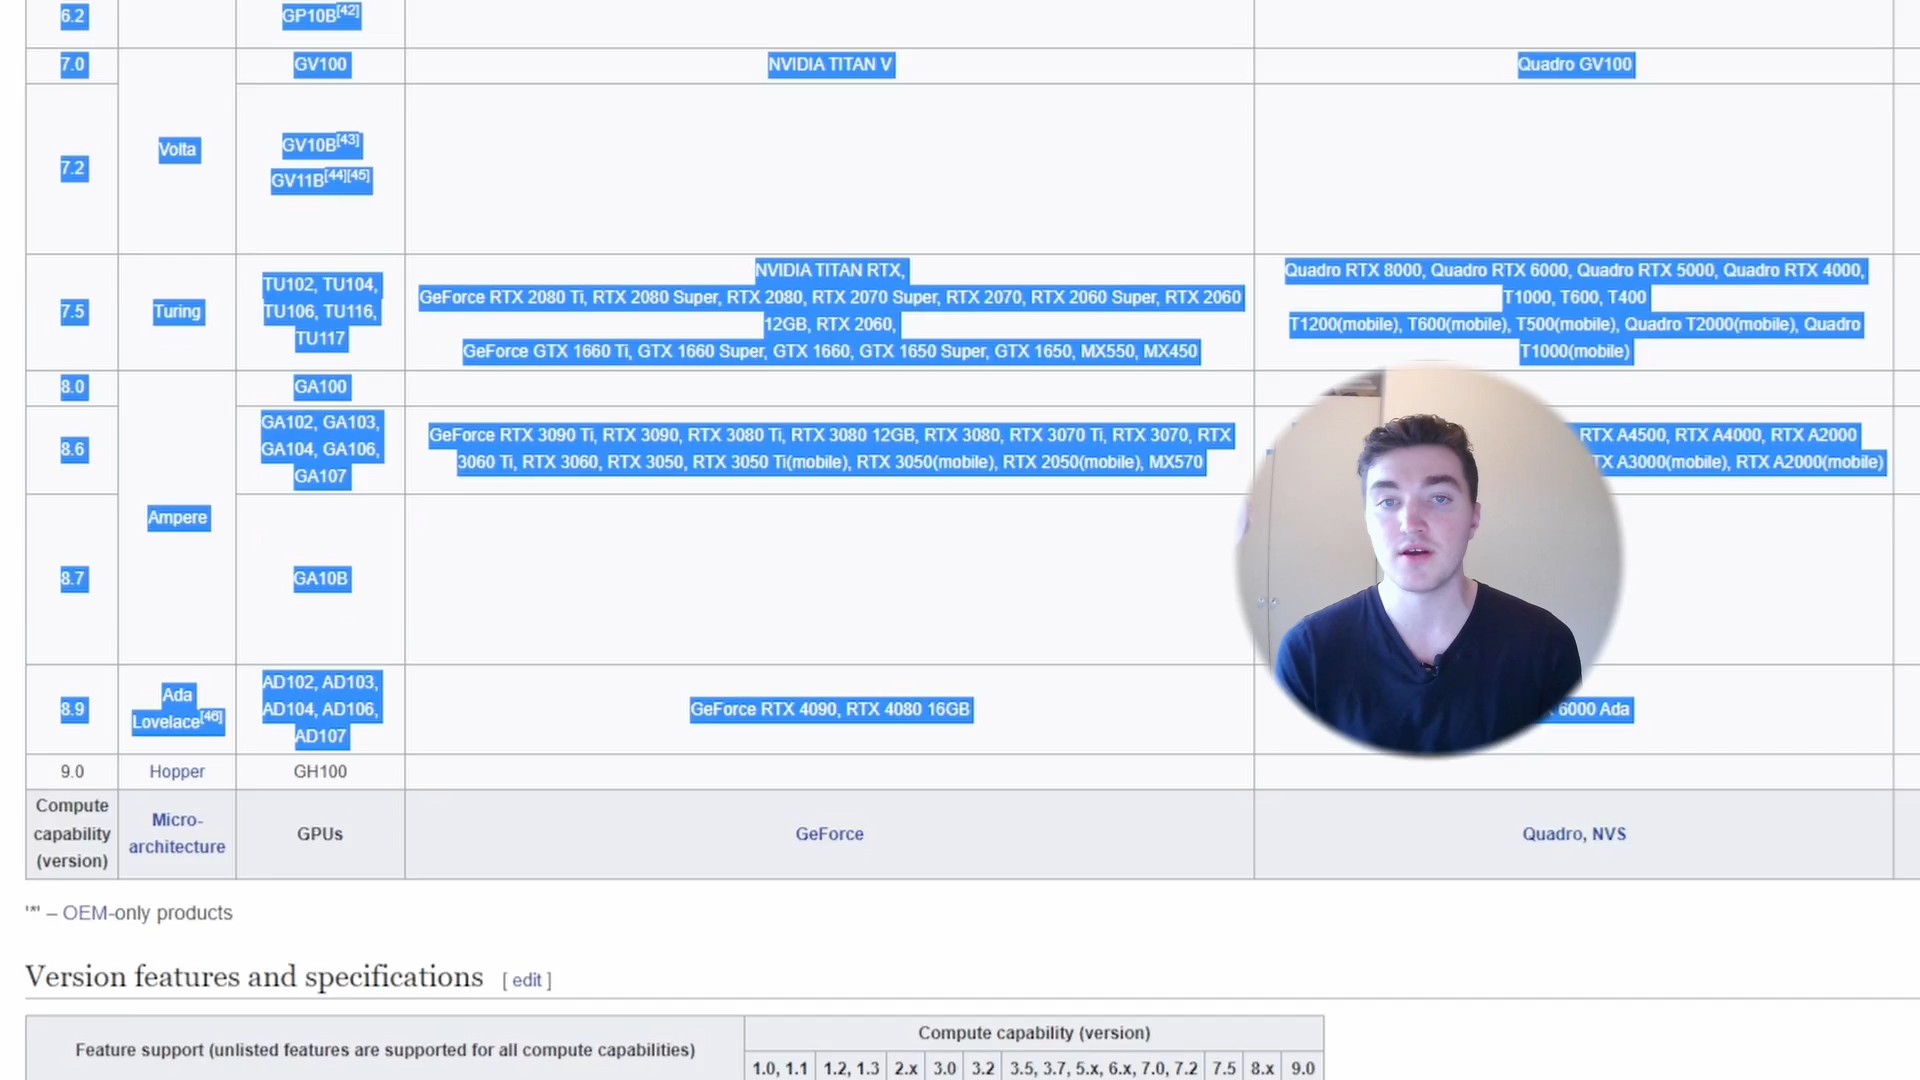 6.2 GP10B[42]
7.0 GV100 NVIDIA TITAN V Quadro GV100
Volta
7.2
GV10B[43]
GV11B[44][45]
7.5 Turing
TU102, TU104,
TU106, TU116,
TU117
NVIDIA TITAN RTX,
GeForce RTX 2080 Ti, RTX 2080 Super, RTX 2080, RTX 2070 Super, RTX 2070, RTX 2060 Super, RTX 2060
12GB, RTX 2060,
GeForce GTX 1660 Ti, GTX 1660 Super, GTX 1660, GTX 1650 Super, GTX 1650, MX550, MX450
Quadro RTX 8000, Quadro RTX 6000, Quadro RTX 5000, Quadro RTX 4000,
T1000, T600, T400
T1200(mobile), T600(mobile), T500(mobile), Quadro T2000(mobile), Quadro
T1000(mobile)
8.0 GA100
Ampere
8.6
GA102, GA103,
GA104, GA106,
GA107
GeForce RTX 3090 Ti, RTX 3090, RTX 3080 Ti, RTX 3080 12GB, RTX 3080, RTX 3070 Ti, RTX 3070, RTX
3060 Ti, RTX 3060, RTX 3050, RTX 3050 Ti(mobile), RTX 3050(mobile), RTX 2050(mobile), MX570
RTX A4500, RTX A4000, RTX A2000
A3000(mobile), RTX A2000(mobile)
8.7 GA10B
8.9
Ada
Lovelace[46]
AD102, AD103,
AD104, AD106,
AD107
GeForce RTX 4090, RTX 4080 16GB
6000 Ada
9.0 Hopper GH100
Compute
capability
(version)
Micro-
architecture
GPUs
GeForce
Quadro, NVS
'*' – OEM-only products
Version features and specifications [ edit ]
Feature support (unlisted features are supported for all compute capabilities)
Compute capability (version)
1.0, 1.1 1.2, 1.3 2.x 3.0 3.2 3.5, 3.7, 5.x, 6.x, 7.0, 7.2 7.5 8.x 9.0